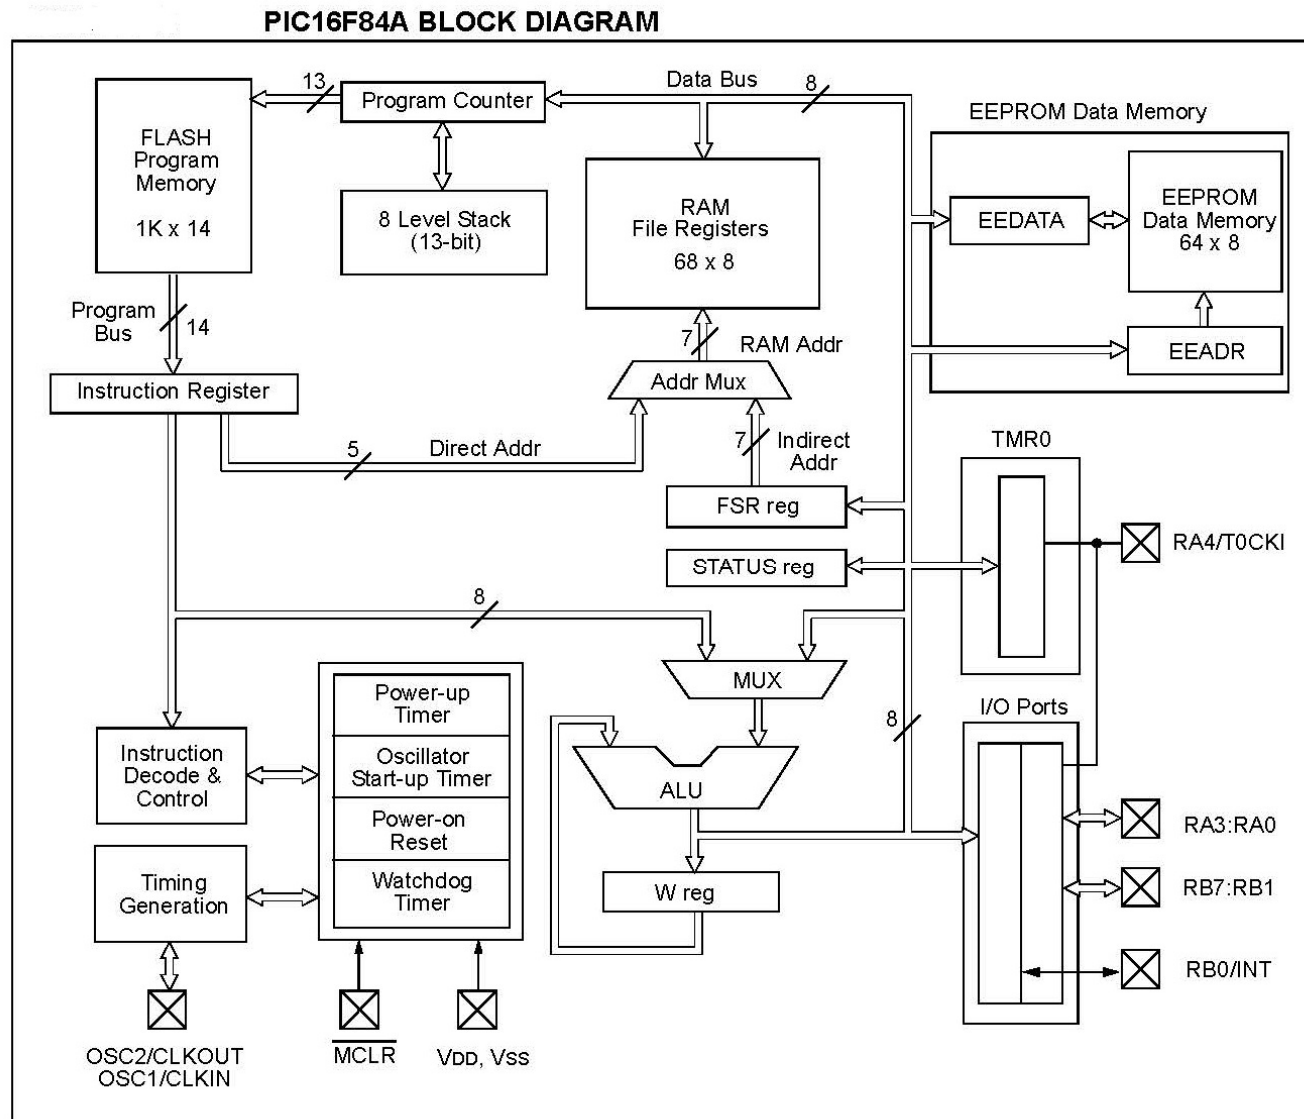 PIC16F84A BLOCK DIAGRAM
13
Program Counter
Data Bus
8
EEPROM Data Memory
FLASH
Program
Memory
1K x 14
8 Level Stack
(13-bit)
RAM
File Registers
68 x 8
EEDATA
EEPROM
Data Memory
64 x 8
Program
Bus
14
7
RAM Addr
EEADR
Instruction Register
Addr Mux
5
Direct Addr
7
Indirect
Addr
TMR0
FSR reg
RA4/T0CKI
STATUS reg
8
MUX
Power-up
Timer
8
I/O Ports
Instruction
Decode &
Control
Oscillator
Start-up Timer
ALU
Power-on
Reset
RA3:RA0
Timing
Generation
Watchdog
Timer
W reg
RB7:RB1
RB0/INT
OSC2/CLKOUT
OSC1/CLKIN
MCLR
VDD, VSS